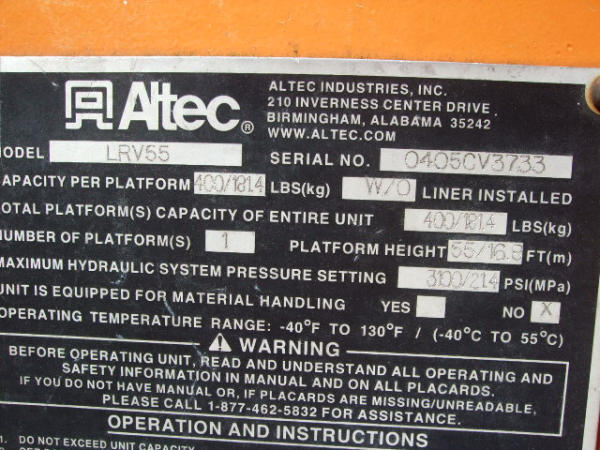 Altec®
ALTEC INDUSTRIES, INC.
210 INVERNESS CENTER DRIVE
BIRMINGHAM, ALABAMA 35242
WWW.ALTEC.COM
ODEL LRV55 SERIAL NO. 0405CV3733
CAPACITY PER PLATFORM 400/181.4 LBS(kg) W/O LINER INSTALLED
TOTAL PLATFORM(S) CAPACITY OF ENTIRE UNIT 400/181.4 LBS(kg)
NUMBER OF PLATFORM(S) 1 PLATFORM HEIGHT 55/16.8 FT(m)
MAXIMUM HYDRAULIC SYSTEM PRESSURE SETTING 3100/21.4 PSI(MPa)
UNIT IS EQUIPPED FOR MATERIAL HANDLING YES NO X
OPERATING TEMPERATURE RANGE: -40°F TO 130°F / (-40°C TO 55°C)
WARNING
BEFORE OPERATING UNIT, READ AND UNDERSTAND ALL OPERATING AND
SAFETY INFORMATION IN MANUAL AND ON ALL PLACARDS.
IF YOU DO NOT HAVE MANUAL OR, IF PLACARDS ARE MISSING/UNREADABLE,
PLEASE CALL 1-877-462-5832 FOR ASSISTANCE.
OPERATION AND INSTRUCTIONS
1. DO NOT EXCEED UNIT CAPACITY